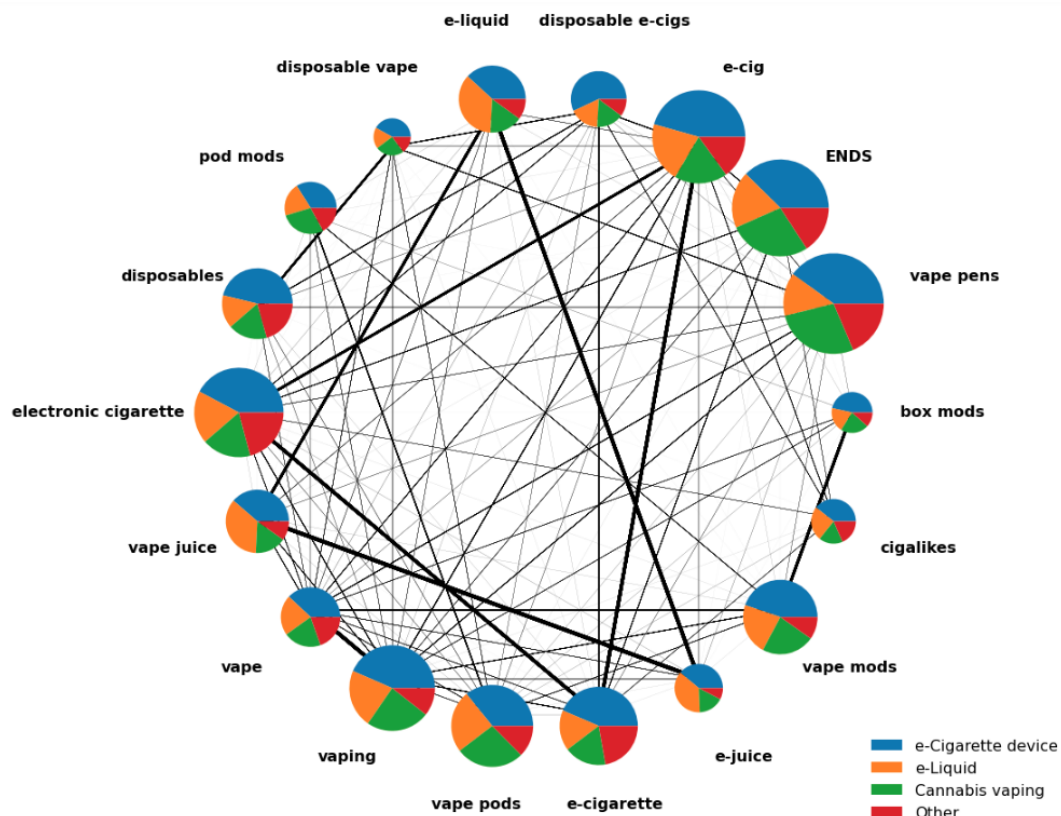 e-liquid
disposable e-cigs
disposable vape
e-cig
pod mods
ENDS
disposables
vape pens
electronic cigarette
box mods
vape juice
cigalikes
vape
vape mods
vaping
e-juice
vape pods
e-cigarette
e-Cigarette device
e-Liquid
Cannabis vaping
Other